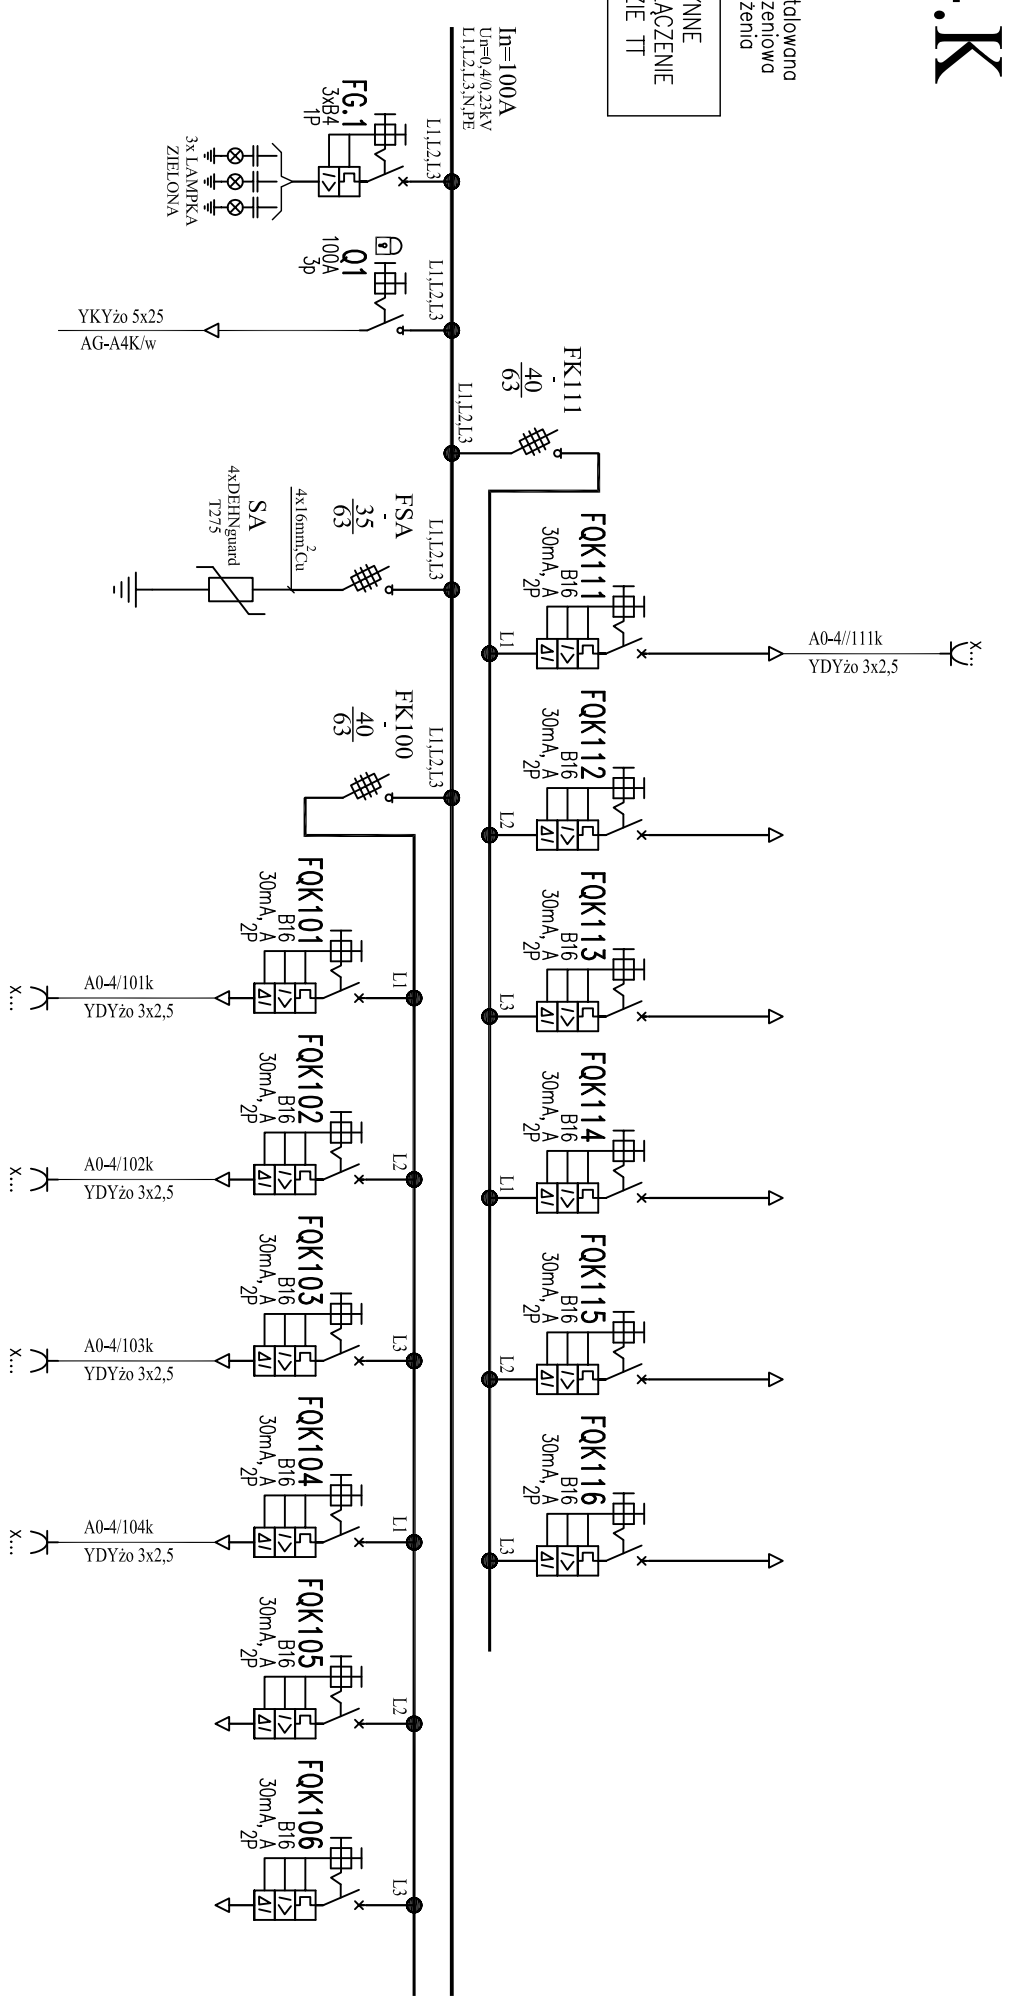 .K
talowana
zeniowa
żenia
YNNE
ĄCZENIE
ZIE TT
In=100A
Un=0,4/0,23kV
L1,L2,L3,N,PE
FG.1
3xB4
1P
L1,L2,L3
3x LAMPKA
ZIELONA
Q1
100A
3p
L1,L2,L3
YKYżo 5x25
AG-A4K/w
FK111
-
40
63
L1,L2,L3
FSA
-
35
63
L1,L2,L3
4x16mm²,Cu
SA
4xDEHNguard
T275
FK100
-
40
63
L1,L2,L3
FQK111
B16
30mA, A
2P
L1
A0-4//111k
YDYżo 3x2,5
x...
FQK112
B16
30mA, A
2P
L2
FQK113
B16
30mA, A
2P
L3
FQK114
B16
30mA, A
2P
L1
FQK115
B16
30mA, A
2P
L2
FQK116
B16
30mA, A
2P
L3
FQK101
B16
30mA, A
2P
L1
A0-4/101k
YDYżo 3x2,5
x...
FQK102
B16
30mA, A
2P
L2
A0-4/102k
YDYżo 3x2,5
x...
FQK103
B16
30mA, A
2P
L3
A0-4/103k
YDYżo 3x2,5
x...
FQK104
B16
30mA, A
2P
L1
A0-4/104k
YDYżo 3x2,5
x...
FQK105
B16
30mA, A
2P
L2
FQK106
B16
30mA, A
2P
L3